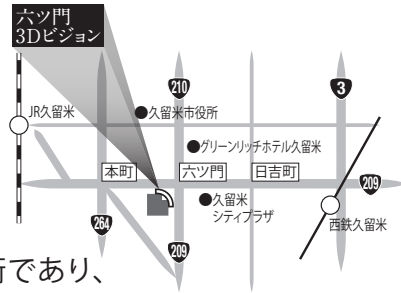 六ツ門
3Dビジョン
210
3
JR久留米
●久留米市役所
●グリーンリッチホテル久留米
本町
六ツ門
日吉町
209
●久留米
シティプラザ
西鉄久留米
264
209
行であり、